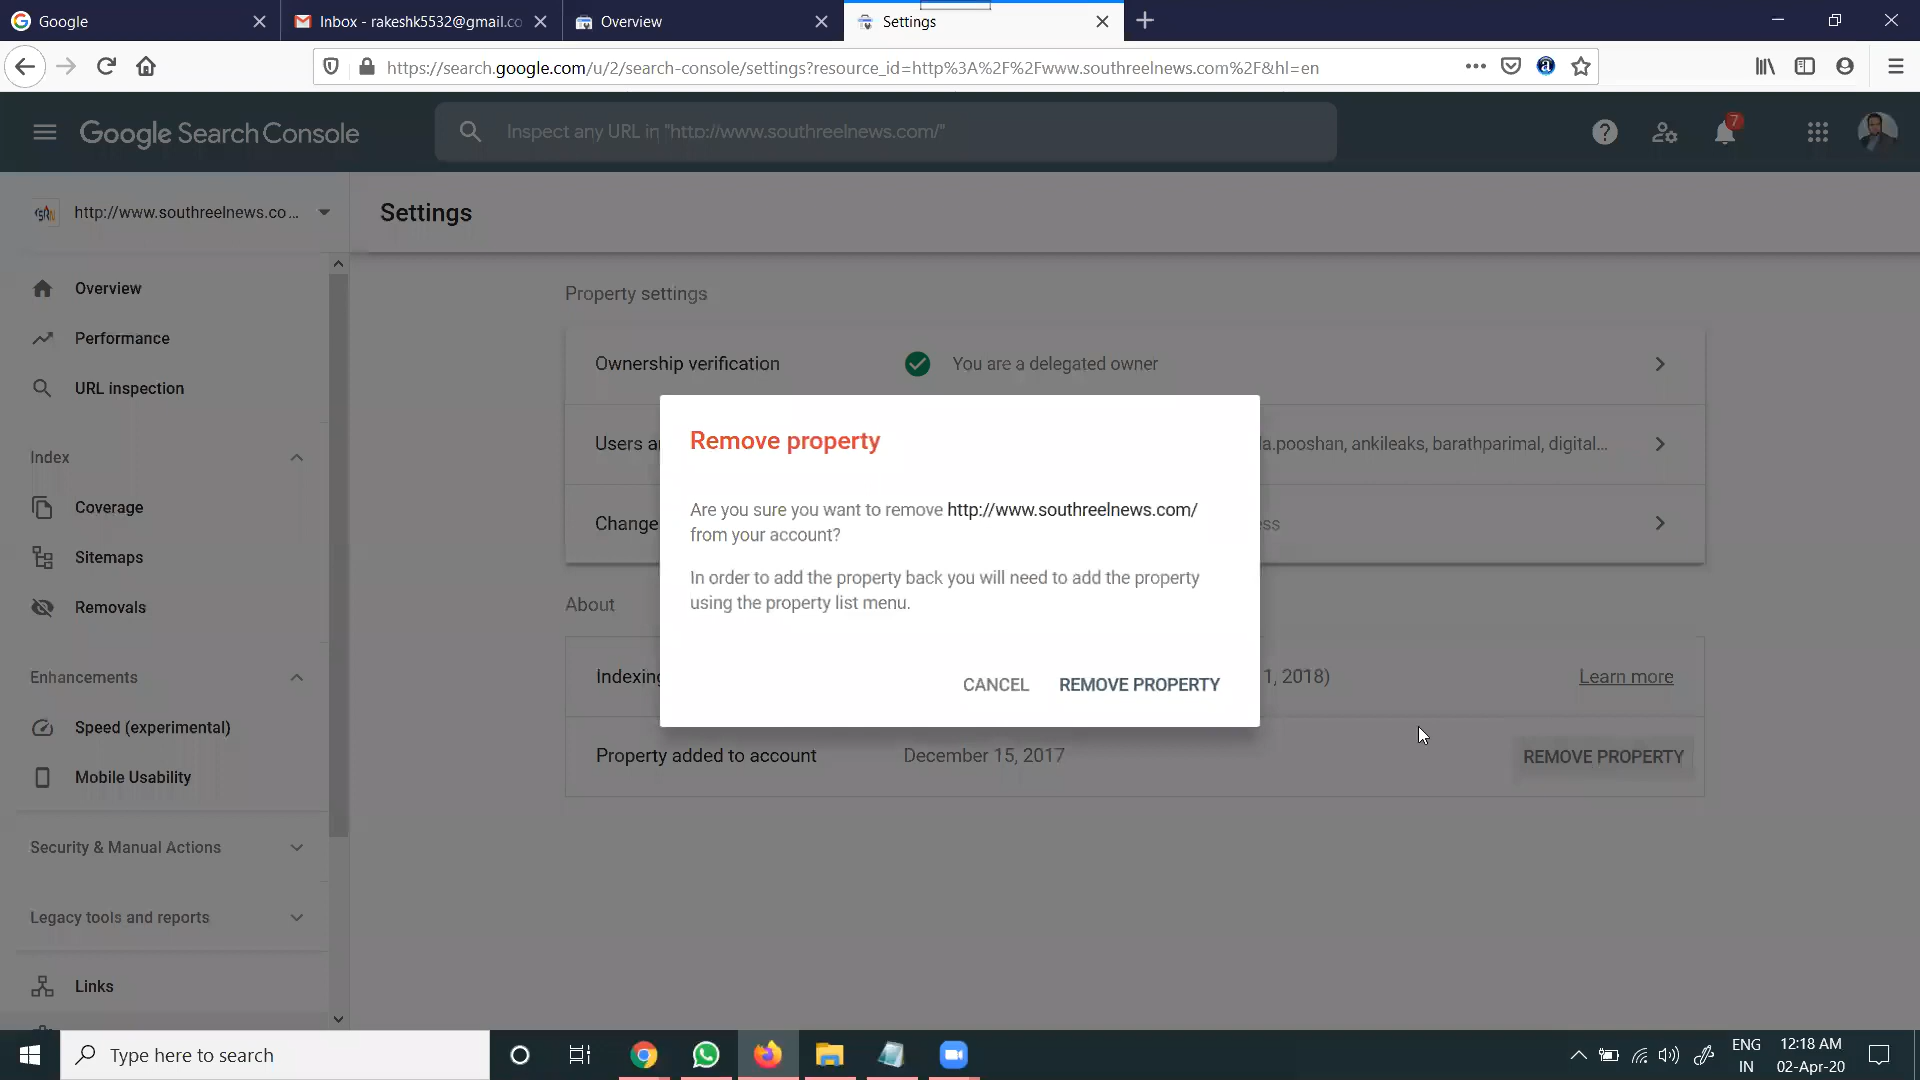 Google
Inbox - rakeshk5532@gmail.co
Overview
Settings
https://search.google.com/u/2/search-console/settings?resource_id=http%3A%2F%2Fwww.southreelnews.com%2F&hl=en
Google Search Console
Inspect any URL in "http://www.southreelnews.com/"
7
http://www.southreelnews.co...
Settings
Overview
Performance
URL inspection
Index
Coverage
Sitemaps
Removals
Enhancements
Speed (experimental)
Mobile Usability
Security & Manual Actions
Legacy tools and reports
Links
Property settings
Ownership verification
You are a delegated owner
Users a
la.pooshan, ankileaks, barathparimal, digital...
Change
ess
About
Indexing
1, 2018)
Learn more
Property added to account
December 15, 2017
REMOVE PROPERTY
Remove property
Are you sure you want to remove http://www.southreelnews.com/
from your account?
In order to add the property back you will need to add the property
using the property list menu.
CANCEL
REMOVE PROPERTY
Type here to search
ENG
IN
12:18 AM
02-Apr-20